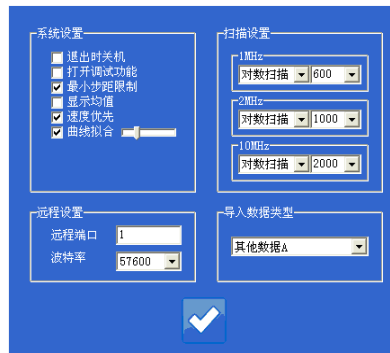 系统设置
退出时关机
打开调试功能
最小步距限制
显示均值
速度优先
曲线拟合
扫描设置
1MHz
对数扫描 600
2MHz
对数扫描 1000
10MHz
对数扫描 2000
远程设置
远程端口 1
波特率 57600
导入数据类型
其他数据A